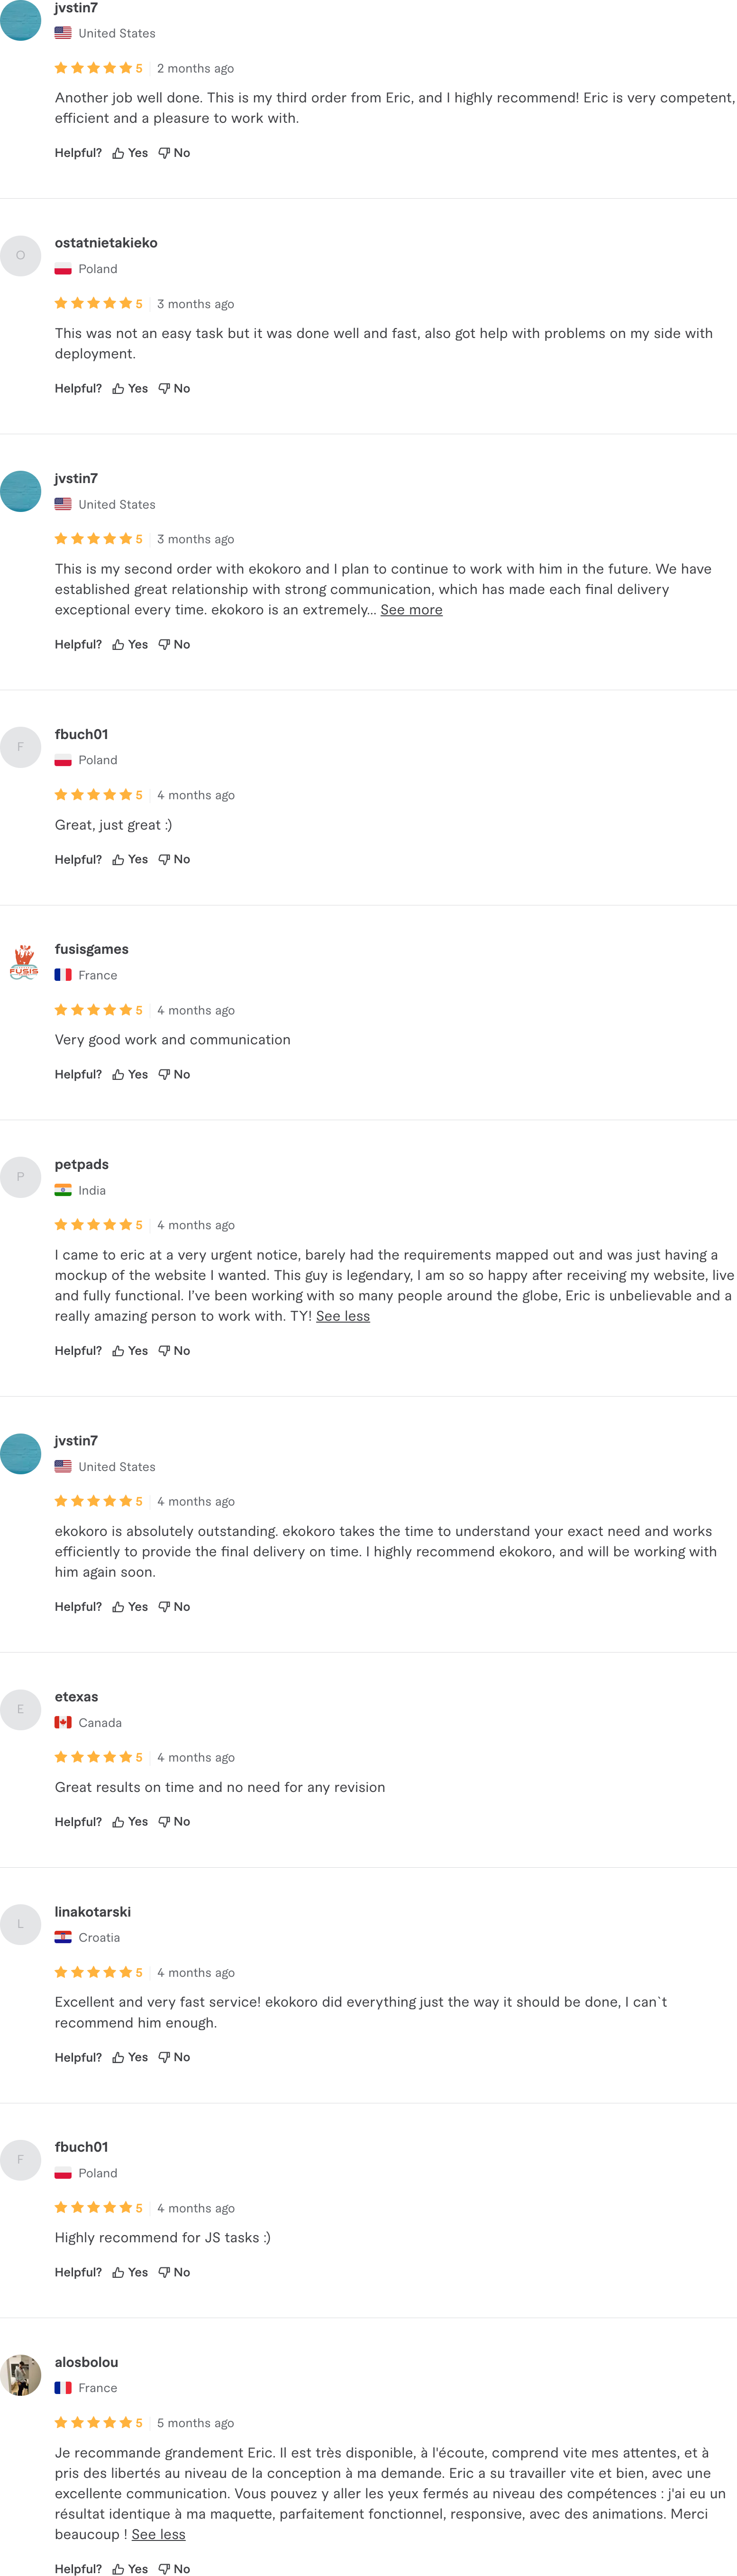 jvstin7
United States
5 2 months ago
Another job well done. This is my third order from Eric, and I highly recommend! Eric is very competent,
efficient and a pleasure to work with.
Helpful? Yes No
O
ostatnietakieko
Poland
5 3 months ago
This was not an easy task but it was done well and fast, also got help with problems on my side with
deployment.
Helpful? Yes No
jvstin7
United States
5 3 months ago
This is my second order with ekokoro and I plan to continue to work with him in the future. We have
established great relationship with strong communication, which has made each final delivery
exceptional every time. ekokoro is an extremely... See more
Helpful? Yes No
F
fbuch01
Poland
5 4 months ago
Great, just great :)
Helpful? Yes No
FUSIS
fusisgames
France
5 4 months ago
Very good work and communication
Helpful? Yes No
P
petpads
India
5 4 months ago
I came to eric at a very urgent notice, barely had the requirements mapped out and was just having a
mockup of the website I wanted. This guy is legendary, I am so so happy after receiving my website, live
and fully functional. I've been working with so many people around the globe, Eric is unbelievable and a
really amazing person to work with. TY! See less
Helpful? Yes No
jvstin7
United States
5 4 months ago
ekokoro is absolutely outstanding. ekokoro takes the time to understand your exact need and works
efficiently to provide the final delivery on time. I highly recommend ekokoro, and will be working with
him again soon.
Helpful? Yes No
E
etexas
Canada
5 4 months ago
Great results on time and no need for any revision
Helpful? Yes No
L
linakotarski
Croatia
5 4 months ago
Excellent and very fast service! ekokoro did everything just the way it should be done, I can`t
recommend him enough.
Helpful? Yes No
F
fbuch01
Poland
5 4 months ago
Highly recommend for JS tasks :)
Helpful? Yes No
alosbolou
France
5 5 months ago
Je recommande grandement Eric. Il est très disponible, à l'écoute, comprend vite mes attentes, et à
pris des libertés au niveau de la conception à ma demande. Eric a su travailler vite et bien, avec une
excellente communication. Vous pouvez y aller les yeux fermés au niveau des compétences : j'ai eu un
résultat identique à ma maquette, parfaitement fonctionnel, responsive, avec des animations. Merci
beaucoup ! See less
Helpful? Yes No